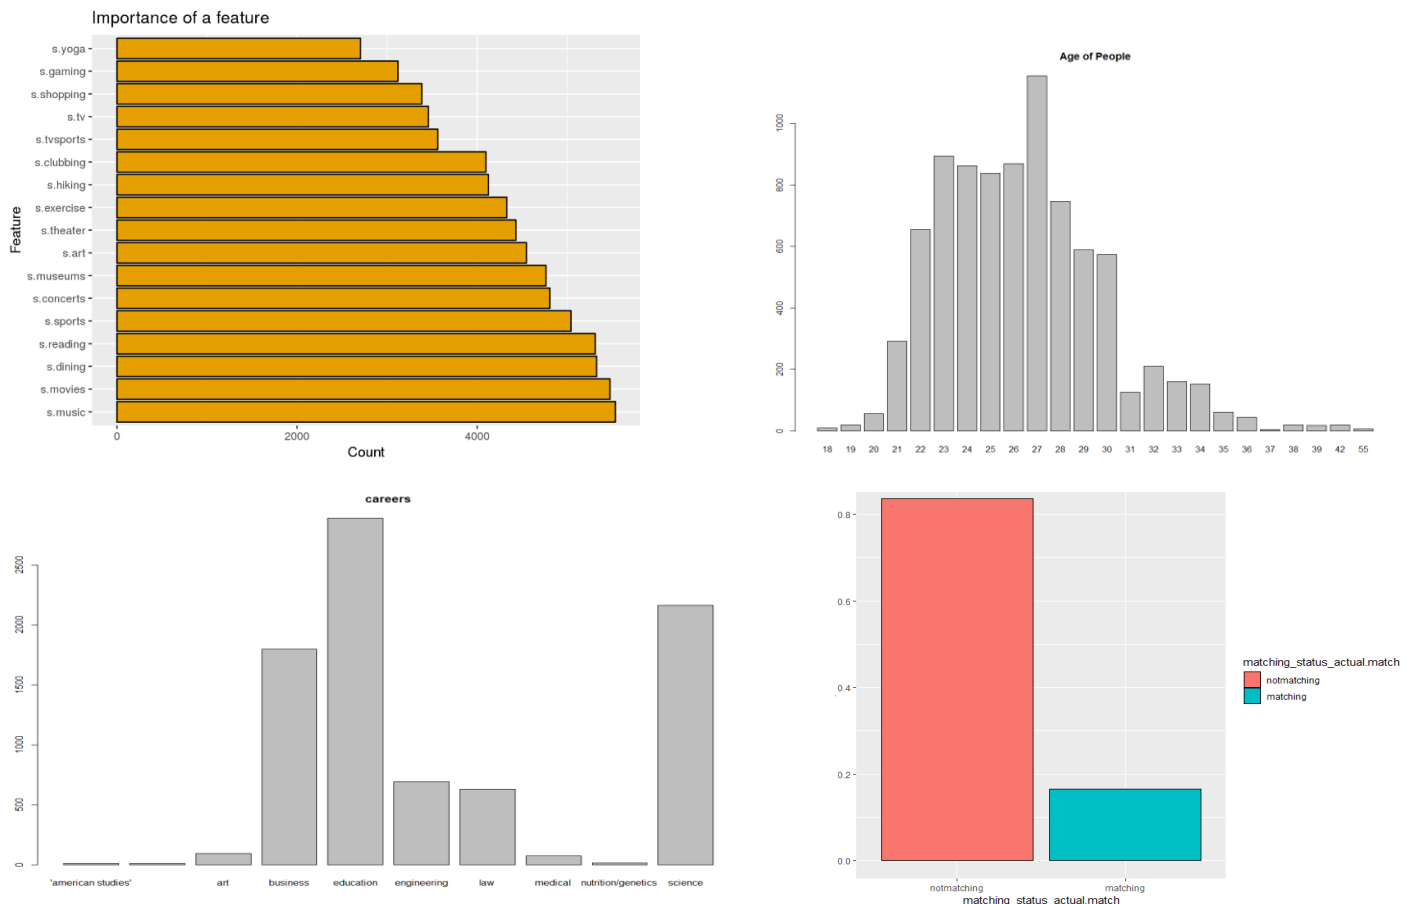 Importance of a feature
Feature
s.yoga
s.gaming
s.shopping
s.tv
s.tvsports
s.clubbing
s.hiking
s.exercise
s.theater
s.art
s.museums
s.concerts
s.sports
s.reading
s.dining
s.movies
s.music
0 2000 4000
Count
Age of People
1000
800
600
400
200
0
18 19 20 21 22 23 24 25 26 27 28 29 30 31 32 33 34 35 36 37 38 39 42 55
careers
2500
2000
1500
1000
500
0
'american studies' art business education engineering law medical nutrition/genetics science
0.8
0.6
0.4
0.2
0.0
notmatching matching
matching_status_actual.match
matching_status_actual.match
notmatching
matching